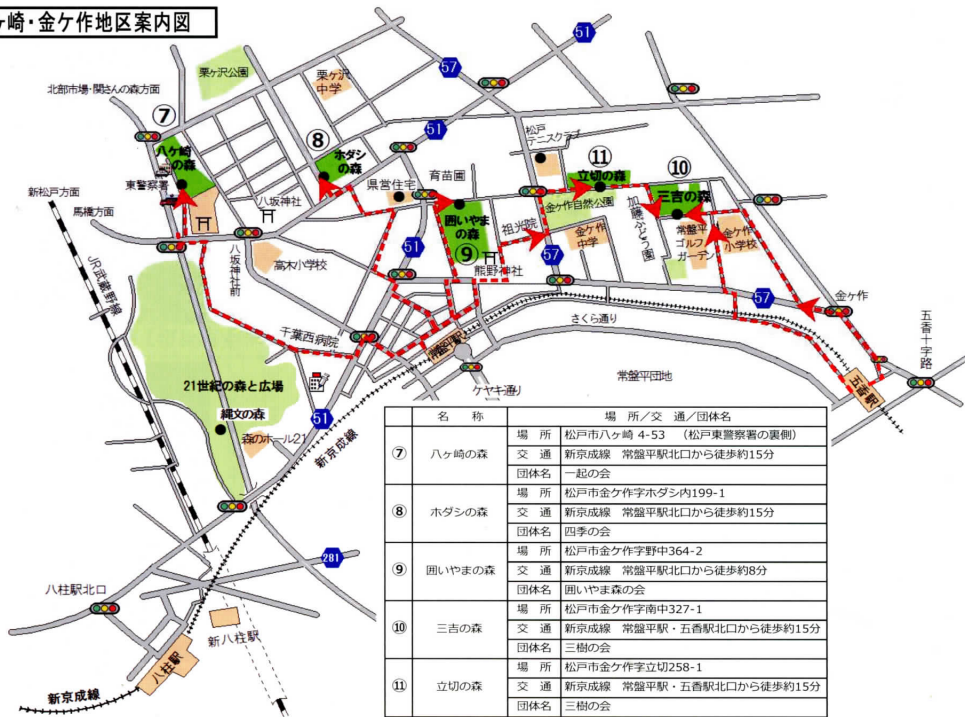 ヶ崎・金ケ作地区案内図
51
57
栗ケ沢公園
栗ケ沢
中学
北部市場・関さんの森方面
⑦
八ケ崎
の森
東警察署
新松戸方面
馬橋方面
⑧
ホダシ
の森
51
八坂神社
県営住宅
育苗圃
松戸
テニスクラブ
⑪
立切の森
金ケ作自然公園
⑩
三吉の森
囲いやま
の森
⑨
祖光院
熊野神社
金ケ作
中学
加藤ぶどう園
常盤平
ゴルフ
ガーデン
金ケ作
小学校
八坂神社前
高木小学校
51
57
57
金ケ作
JR武蔵野線
千葉西病院
常盤平駅
さくら通り
五香十字路
五香駅
21世紀の森と広場
縄文の森
森のホール21
51
新京成線
ケヤキ通り
常盤平団地
281
八柱駅北口
新八柱駅
八柱駅
新京成線
名 称 場 所/交 通/団体名
⑦ 八ヶ崎の森
場 所 松戸市八ヶ崎 4-53 (松戸東警察署の裏側)
交 通 新京成線 常盤平駅北口から徒歩約15分
団体名 一起の会
⑧ ホダシの森
場 所 松戸市金ケ作字ホダシ内199-1
交 通 新京成線 常盤平駅北口から徒歩約15分
団体名 四季の会
⑨ 囲いやまの森
場 所 松戸市金ケ作字野中364-2
交 通 新京成線 常盤平駅北口から徒歩約8分
団体名 囲いやま森の会
⑩ 三吉の森
場 所 松戸市金ケ作字南中327-1
交 通 新京成線 常盤平駅・五香駅北口から徒歩約15分
団体名 三樹の会
⑪ 立切の森
場 所 松戸市金ケ作字立切258-1
交 通 新京成線 常盤平駅・五香駅北口から徒歩約15分
団体名 三樹の会